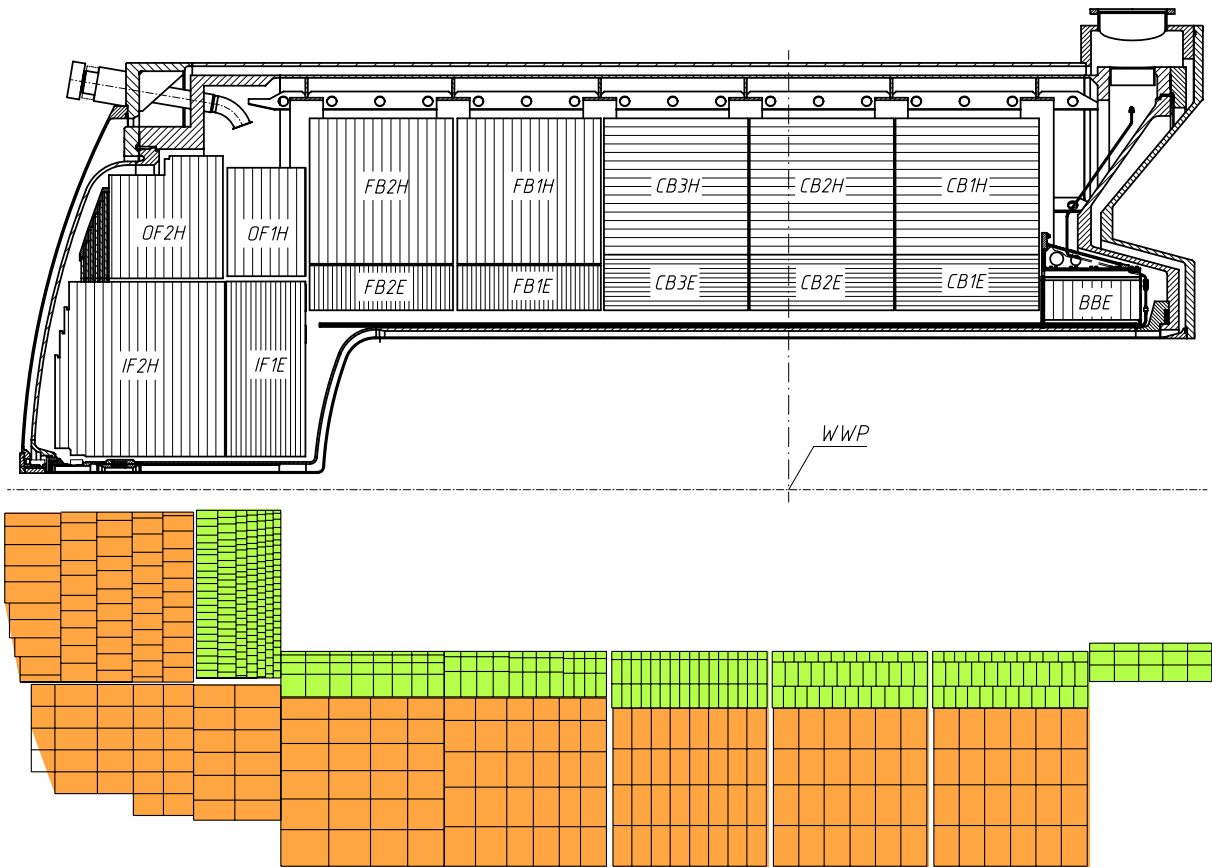 FB2H
FB1H
CB3H
CB2H
CB1H
OF2H
OF1H
FB2E
FB1E
CB3E
CB2E
CB1E
BBE
IF2H
IF1E
WWP